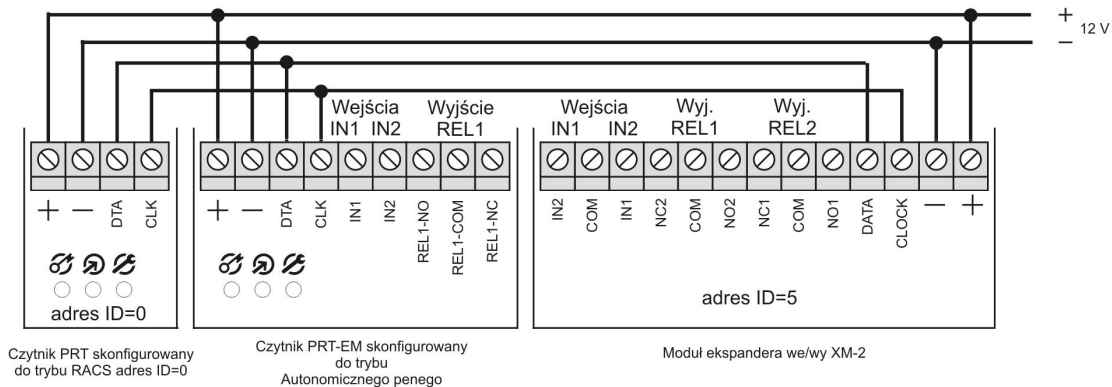 +
12 V
−
Wejścia
IN1 IN2
Wyjście
REL1
Wejścia
IN1 IN2
Wyj.
REL1
Wyj.
REL2
+ − DTA CLK
+ − DTA CLK IN1 IN2 REL1-NO REL1-COM REL1-NC
IN2 COM IN1 NC2 COM NO2 NC1 COM NO1 DATA CLOCK − +
adres ID=0
adres ID=5
Czytnik PRT skonfigurowany
do trybu RACS adres ID=0
Czytnik PRT-EM skonfigurowany
do trybu
Autonomicznego penego
Moduł ekspandera we/wy XM-2